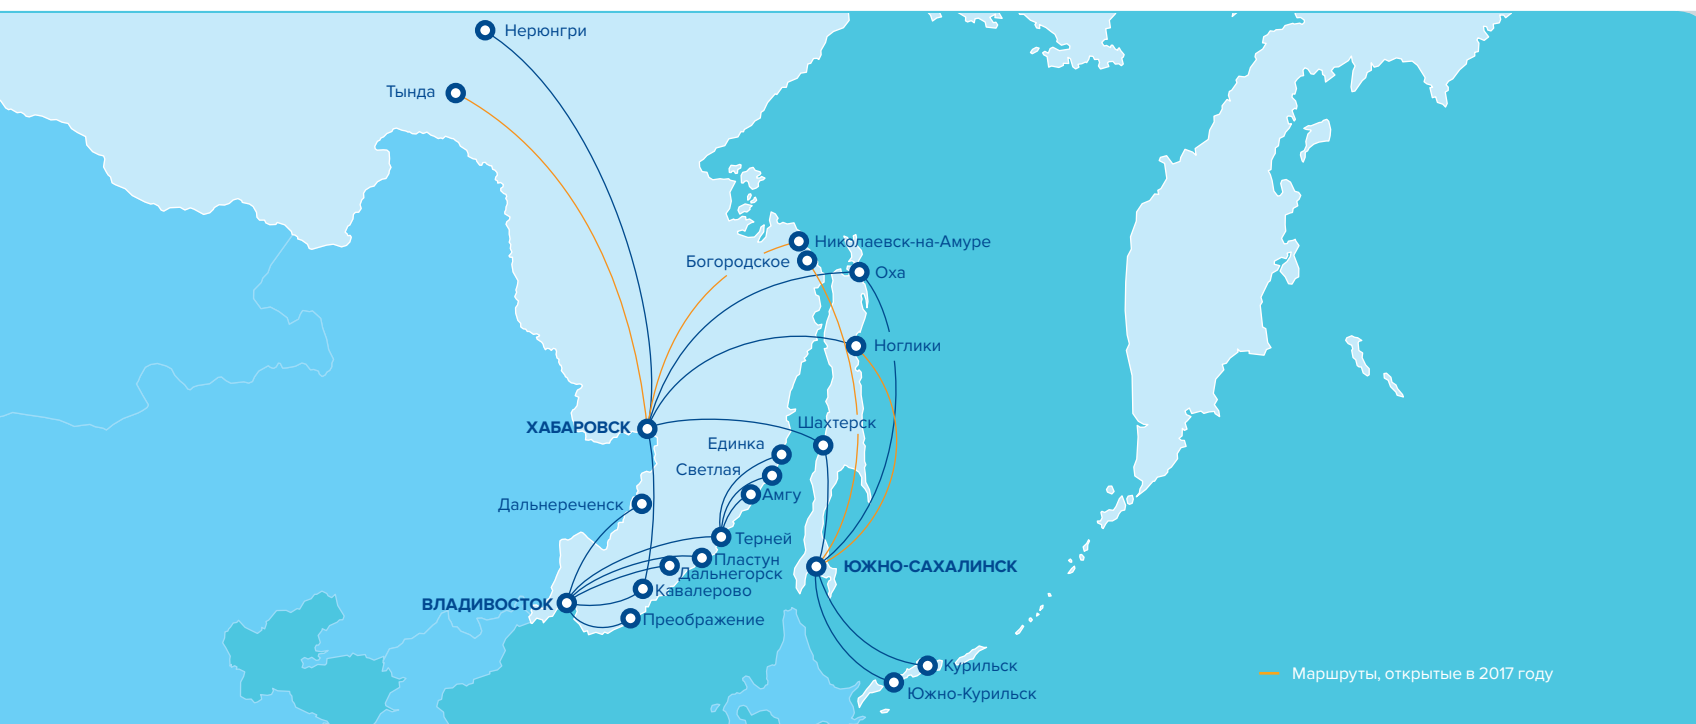 Нерюнгри
Тында
Николаевск-на-Амуре
Богородское
Оха
Ноглики
Шахтерск
ХАБАРОВСК
Единка
Светлая
Амгу
Дальнереченск
Терней
Пластун
ЮЖНО-САХАЛИНСК
Дальнегорск
Кавалерово
ВЛАДИВОСТОК
Преображение
Курильск
Маршруты, открытые в 2017 году
Южно-Курильск